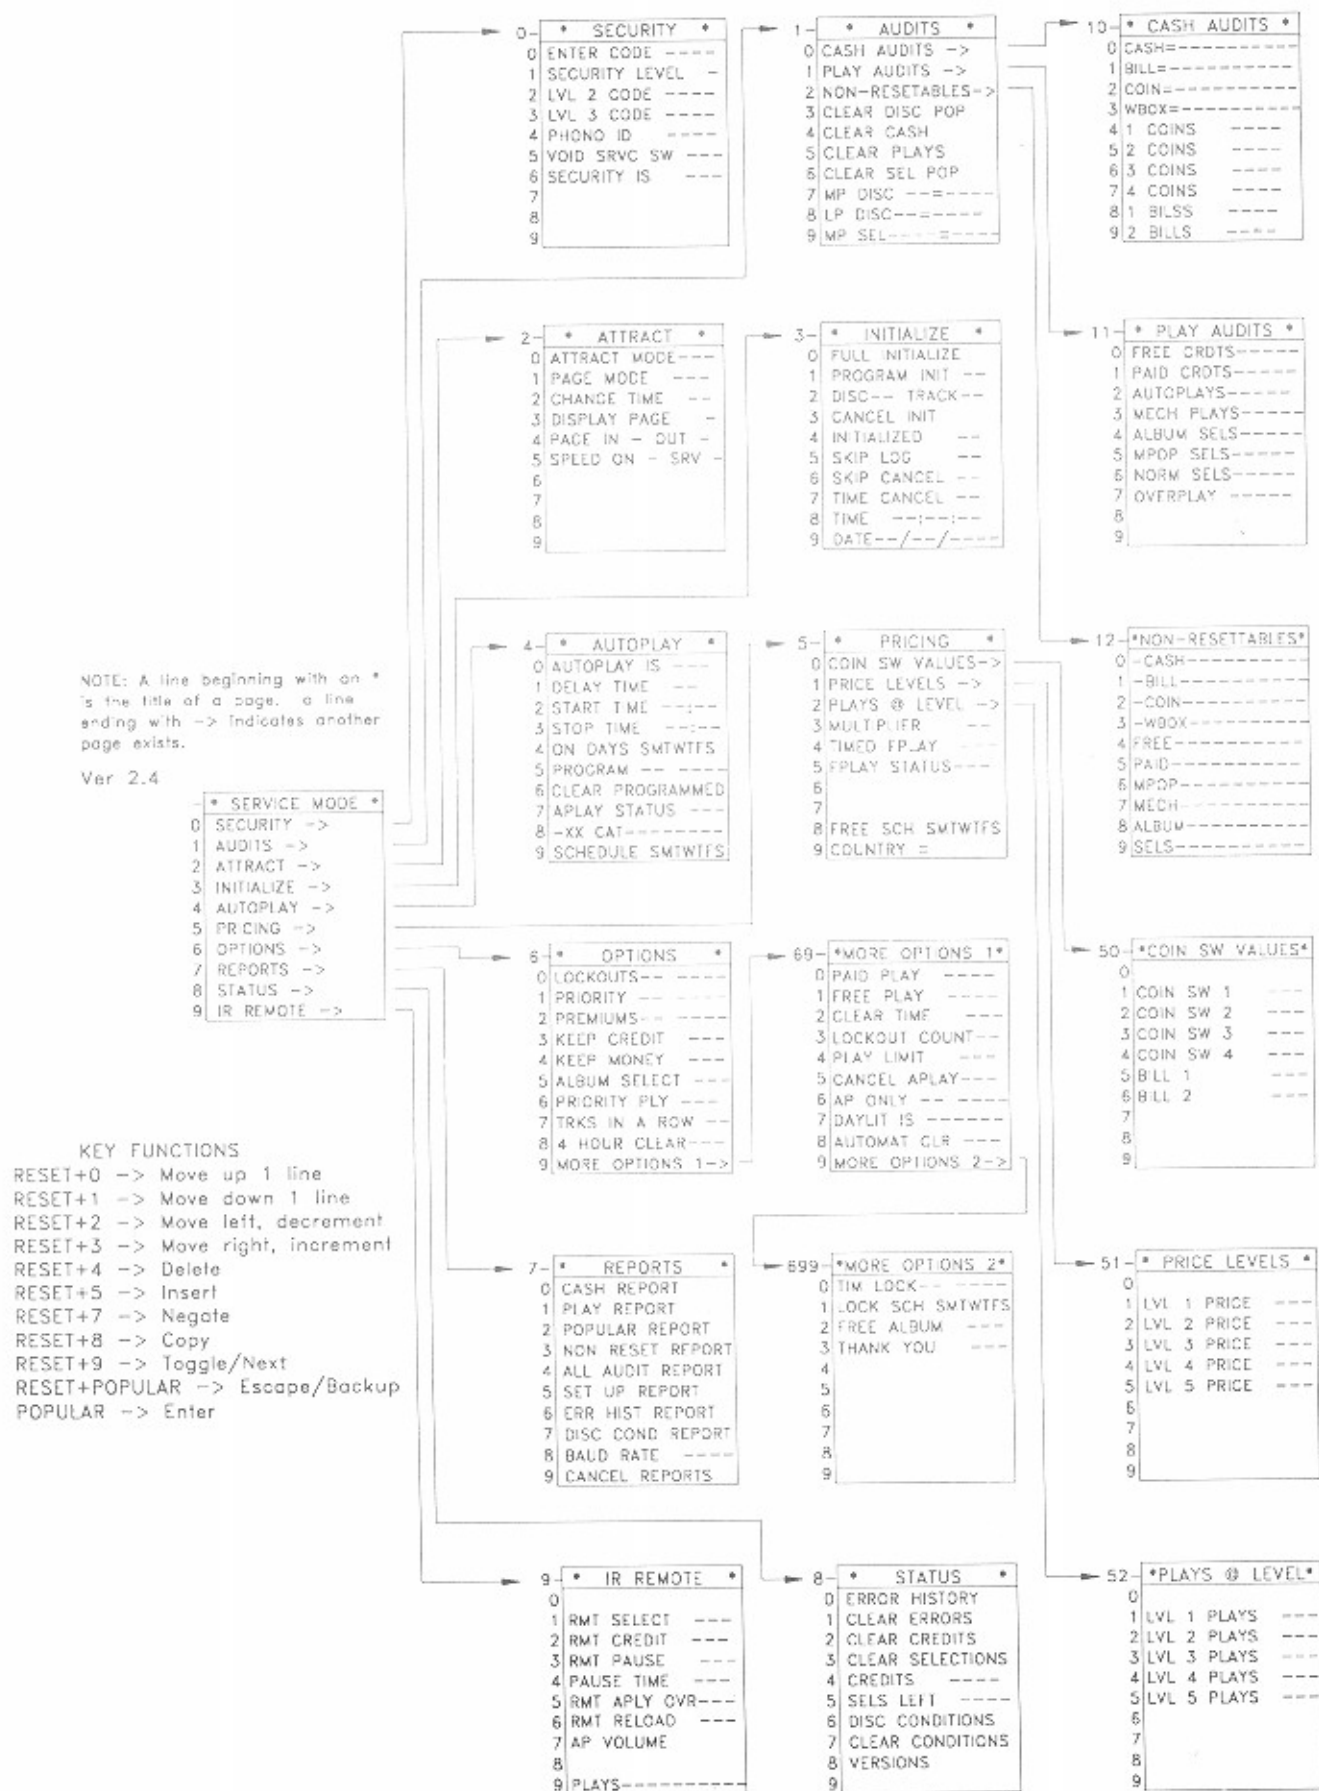 0- * SECURITY *
0 ENTER CODE ----
1 SECURITY LEVEL -
2 LVL 2 CODE ----
3 LVL 3 CODE ----
4 PHONO ID ----
5 VOID SRVC SW ---
6 SECURITY IS ---
7
8
9
1- * AUDITS *
0 CASH AUDITS ->
1 PLAY AUDITS ->
2 NON-RESETABLES->
3 CLEAR DISC POP
4 CLEAR CASH
5 CLEAR PLAYS
6 CLEAR SEL POP
7 MP DISC --=----
8 LP DISC--=----
9 MP SEL----=-----
10- * CASH AUDITS *
0 CASH=-----------
1 BILL=-----------
2 COIN=-----------
3 WBOX=-----------
4 1 COINS ----
5 2 COINS ----
6 3 COINS ----
7 4 COINS ----
8 1 BILSS ----
9 2 BILLS ----
2- * ATTRACT *
0 ATTRACT MODE---
1 PAGE MODE ---
2 CHANGE TIME --
3 DISPLAY PAGE -
4 PAGE IN - OUT -
5 SPEED ON - SRV -
6
7
8
9
3- * INITIALIZE *
0 FULL INITIALIZE
1 PROGRAM INIT --
2 DISC-- TRACK--
3 CANCEL INIT
4 INITIALIZED --
5 SKIP LOG --
6 SKIP CANCEL --
7 TIME CANCEL --
8 TIME --:--:--
9 DATE--/--/----
11- * PLAY AUDITS *
0 FREE CRDTS-----
1 PAID CRDTS-----
2 AUTOPLAYS-----
3 MECH PLAYS-----
4 ALBUM SELS-----
5 MPOP SELS-----
6 NORM SELS-----
7 OVERPLAY -----
8
9
4- * AUTOPLAY *
0 AUTOPLAY IS ---
1 DELAY TIME --
2 START TIME --:--
3 STOP TIME --:--
4 ON DAYS SMTWTFS
5 PROGRAM -- ----
6 CLEAR PROGRAMMED
7 APLAY STATUS ---
8 -XX CAT--------
9 SCHEDULE SMTWTFS
5- * PRICING *
0 COIN SW VALUES->
1 PRICE LEVELS ->
2 PLAYS @ LEVEL ->
3 MULTIPLIER --
4 TIMED FPLAY ---
5 FPLAY STATUS---
6
7
8 FREE SCH SMTWTFS
9 COUNTRY =
12- *NON-RESETTABLES*
0 -CASH----------
1 -BILL----------
2 -COIN----------
3 -WBOX----------
4 FREE-----------
5 PAID-----------
6 MPOP-----------
7 MECH-----------
8 ALBUM----------
9 SELS-----------
NOTE: A line beginning with an *
is the title of a page. a line
ending with -> indicates another
page exists.
Ver 2.4
- * SERVICE MODE *
0 SECURITY ->
1 AUDITS ->
2 ATTRACT ->
3 INITIALIZE ->
4 AUTOPLAY ->
5 PRICING ->
6 OPTIONS ->
7 REPORTS ->
8 STATUS ->
9 IR REMOTE ->
6- * OPTIONS *
0 LOCKOUTS-- ----
1 PRIORITY -- ----
2 PREMIUMS-- ----
3 KEEP CREDIT ---
4 KEEP MONEY ---
5 ALBUM SELECT ---
6 PRIORITY PLY ---
7 TRKS IN A ROW --
8 4 HOUR CLEAR---
9 MORE OPTIONS 1->
69- *MORE OPTIONS 1*
0 PAID PLAY ----
1 FREE PLAY ----
2 CLEAR TIME ---
3 LOCKOUT COUNT--
4 PLAY LIMIT ---
5 CANCEL APLAY---
6 AP ONLY -- ----
7 DAYLIT IS ------
8 AUTOMAT CLR ---
9 MORE OPTIONS 2->
50- *COIN SW VALUES*
0
1 COIN SW 1 ---
2 COIN SW 2 ---
3 COIN SW 3 ---
4 COIN SW 4 ---
5 BILL 1 ---
6 BILL 2 ---
7
8
9
KEY FUNCTIONS
RESET+0 -> Move up 1 line
RESET+1 -> Move down 1 line
RESET+2 -> Move left, decrement
RESET+3 -> Move right, increment
RESET+4 -> Delete
RESET+5 -> Insert
RESET+7 -> Negate
RESET+8 -> Copy
RESET+9 -> Toggle/Next
RESET+POPULAR -> Escape/Backup
POPULAR -> Enter
7- * REPORTS *
0 CASH REPORT
1 PLAY REPORT
2 POPULAR REPORT
3 NON RESET REPORT
4 ALL AUDIT REPORT
5 SET UP REPORT
6 ERR HIST REPORT
7 DISC COND REPORT
8 BAUD RATE ----
9 CANCEL REPORTS
699- *MORE OPTIONS 2*
0 TIM LOCK-- ----
1 LOCK SCH SMTWTFS
2 FREE ALBUM ---
3 THANK YOU ---
4
5
6
7
8
9
51- * PRICE LEVELS *
0
1 LVL 1 PRICE ---
2 LVL 2 PRICE ---
3 LVL 3 PRICE ---
4 LVL 4 PRICE ---
5 LVL 5 PRICE ---
6
7
8
9
9- * IR REMOTE *
0
1 RMT SELECT ---
2 RMT CREDIT ---
3 RMT PAUSE ---
4 PAUSE TIME ---
5 RMT APLY OVR---
6 RMT RELOAD ---
7 AP VOLUME
8
9 PLAYS----------
8- * STATUS *
0 ERROR HISTORY
1 CLEAR ERRORS
2 CLEAR CREDITS
3 CLEAR SELECTIONS
4 CREDITS ----
5 SELS LEFT ----
6 DISC CONDITIONS
7 CLEAR CONDITIONS
8 VERSIONS
9
52- *PLAYS @ LEVEL*
0
1 LVL 1 PLAYS ---
2 LVL 2 PLAYS ---
3 LVL 3 PLAYS ---
4 LVL 4 PLAYS ---
5 LVL 5 PLAYS ---
6
7
8
9